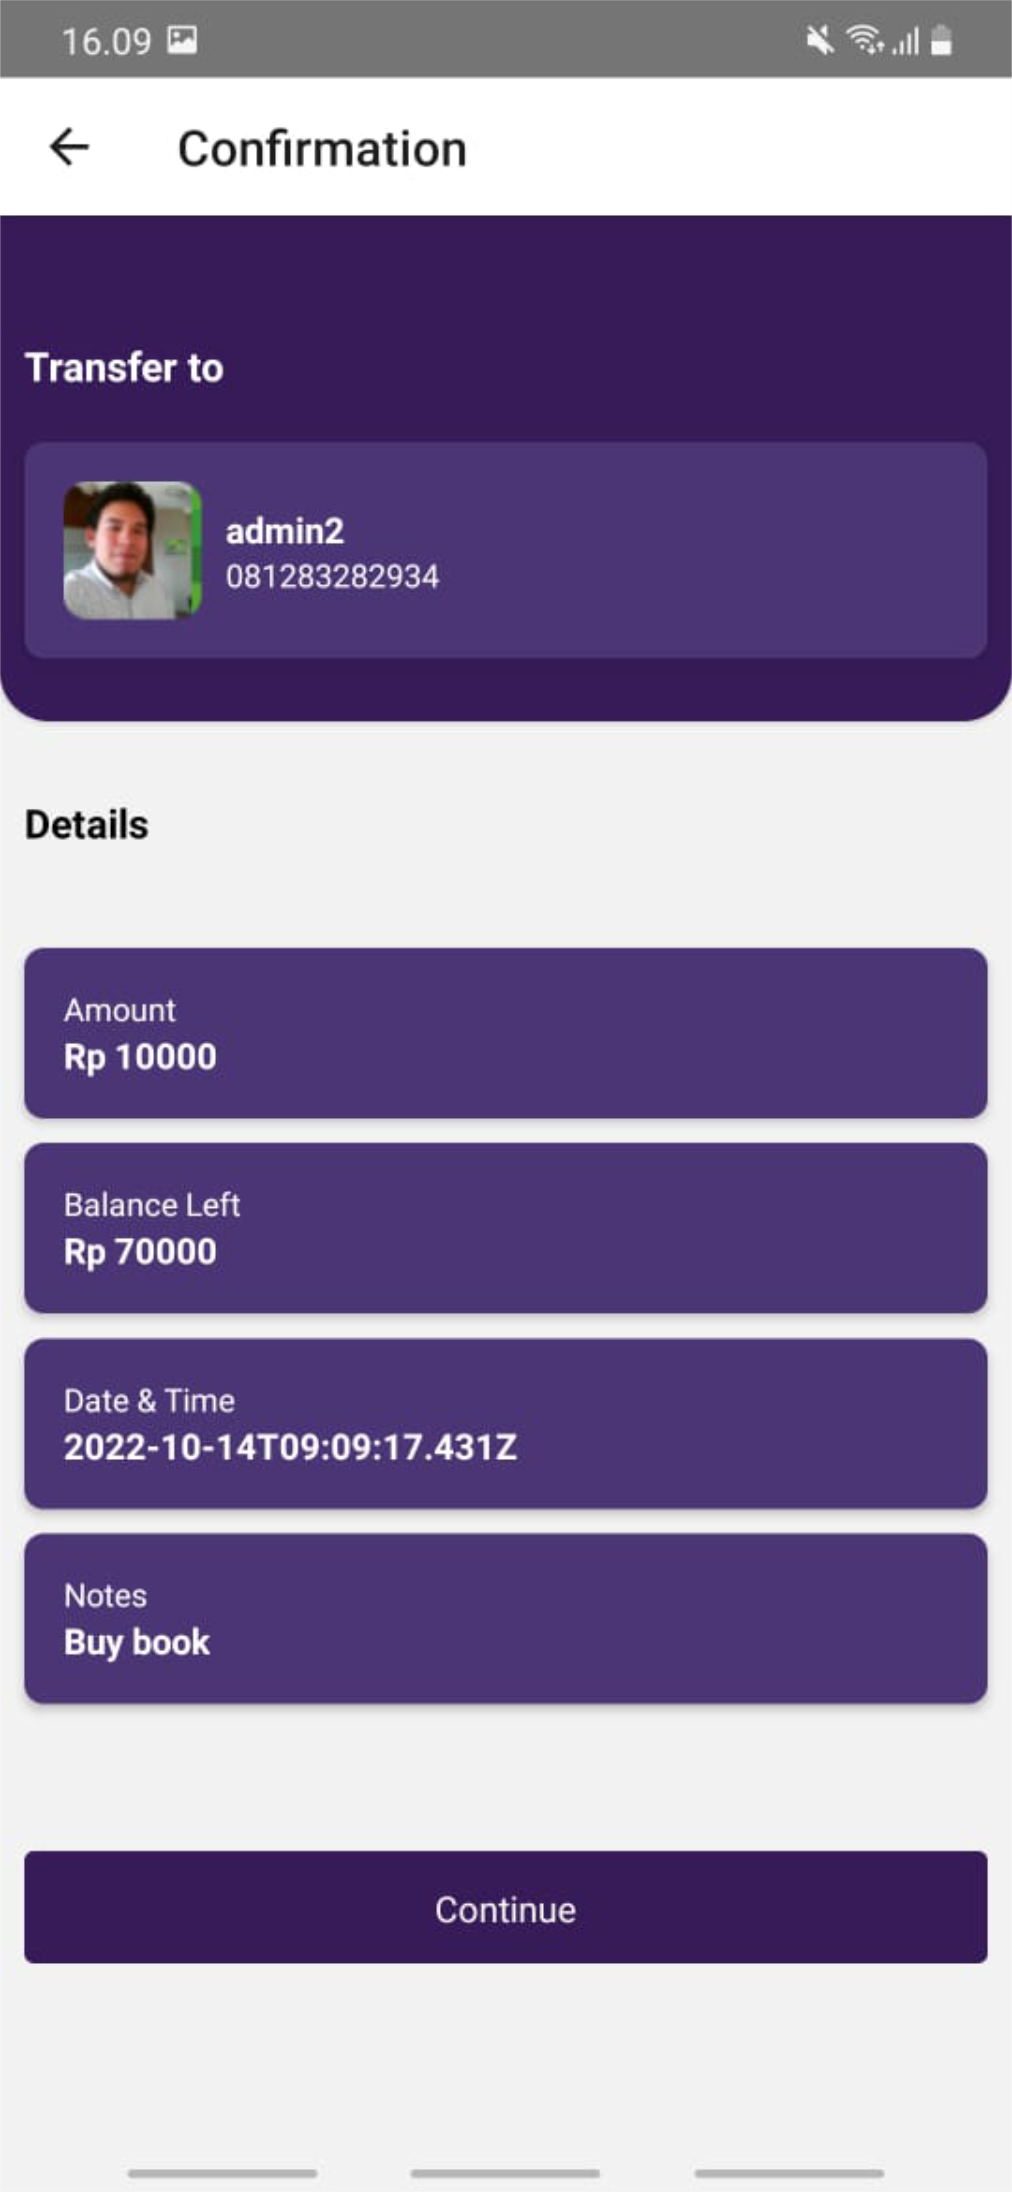 16.09
Confirmation
Transfer to
admin2
081283282934
Details
Amount
Rp 10000
Balance Left
Rp 70000
Date & Time
2022-10-14T09:09:17.431Z
Notes
Buy book
Continue